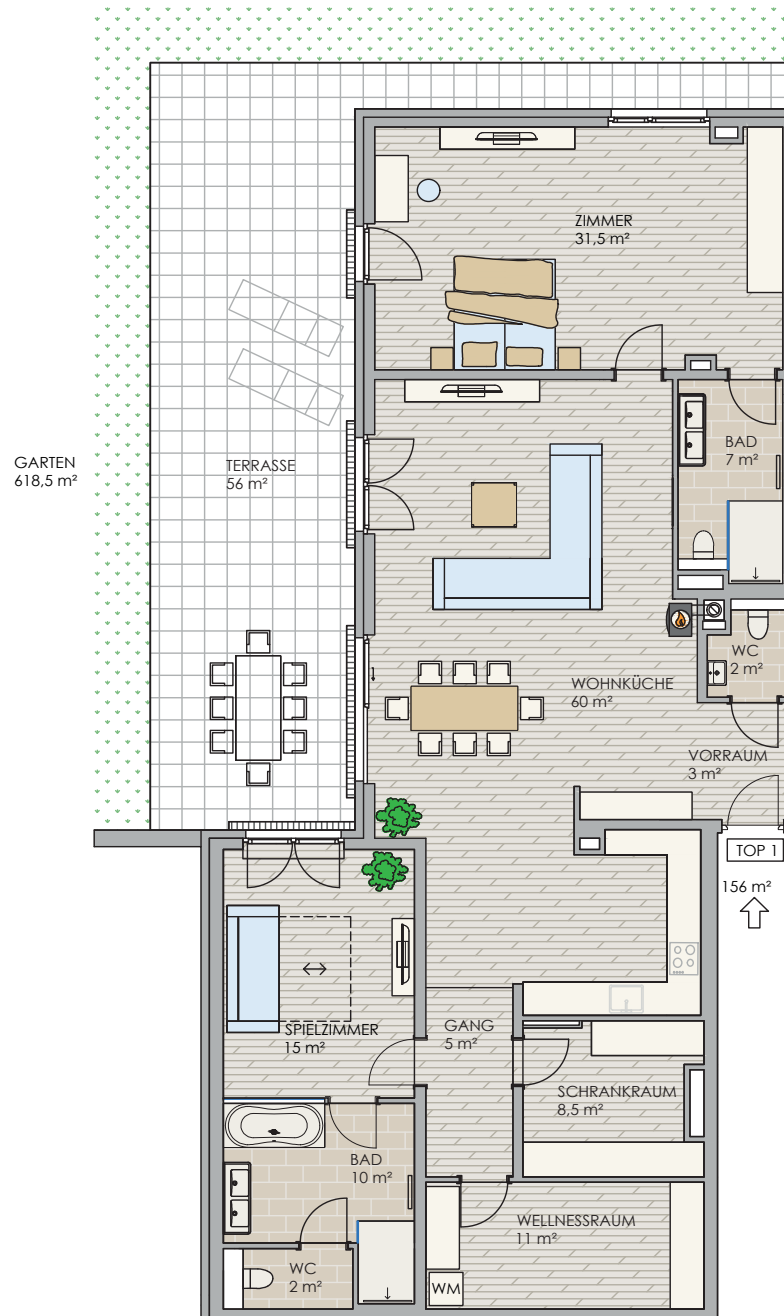 ZIMMER
31,5 m²
BAD
7 m²
GARTEN
618,5 m²
TERRASSE
56 m²
WC
2 m²
WOHNKÜCHE
60 m²
VORRAUM
3 m²
TOP 1
156 m²
SPIELZIMMER
15 m²
GANG
5 m²
SCHRANKRAUM
8,5 m²
BAD
10 m²
WELLNESSRAUM
11 m²
WC
2 m²
WM